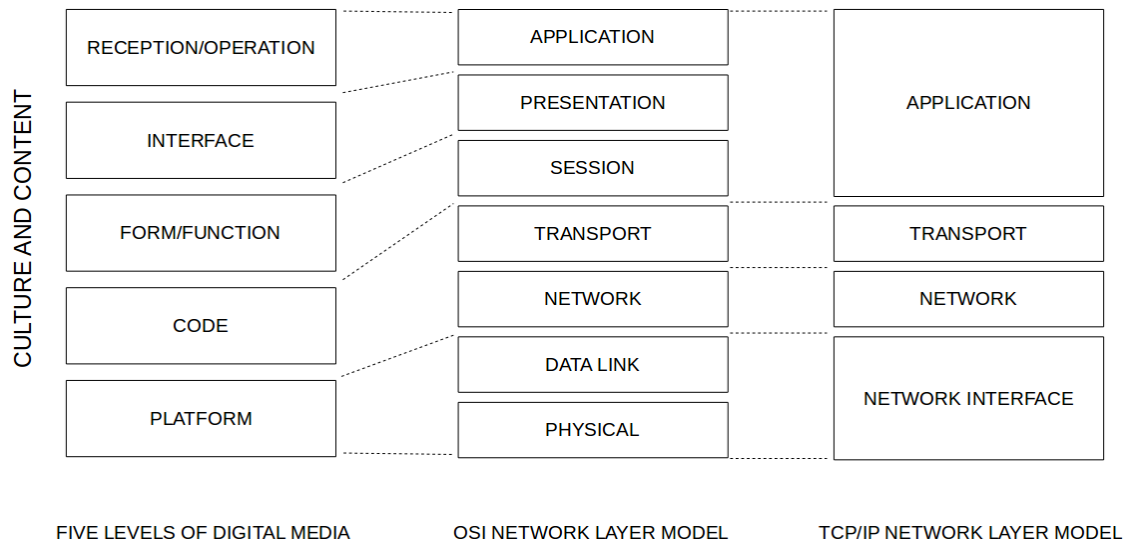 CULTURE AND CONTENT
RECEPTION/OPERATION
INTERFACE
FORM/FUNCTION
CODE
PLATFORM
FIVE LEVELS OF DIGITAL MEDIA
APPLICATION
PRESENTATION
SESSION
TRANSPORT
NETWORK
DATA LINK
PHYSICAL
OSI NETWORK LAYER MODEL
APPLICATION
TRANSPORT
NETWORK
NETWORK INTERFACE
TCP/IP NETWORK LAYER MODEL